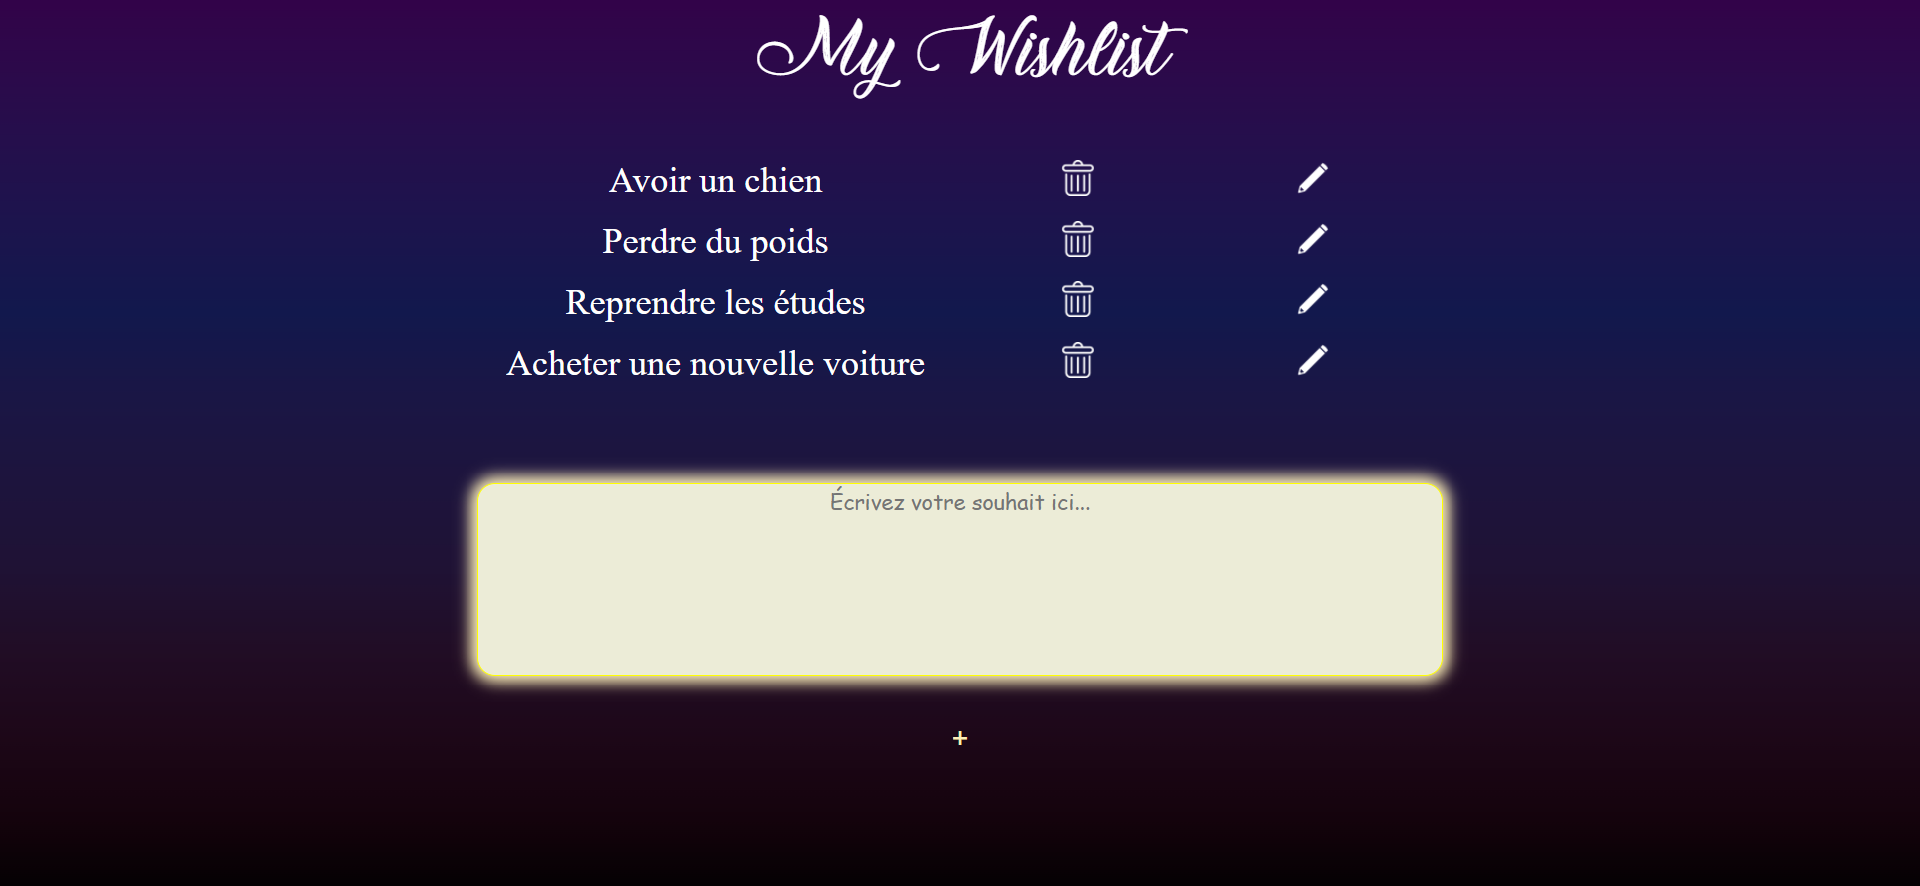 My Wishlist
Avoir un chien
Perdre du poids
Reprendre les études
Acheter une nouvelle voiture
Écrivez votre souhait ici...
+